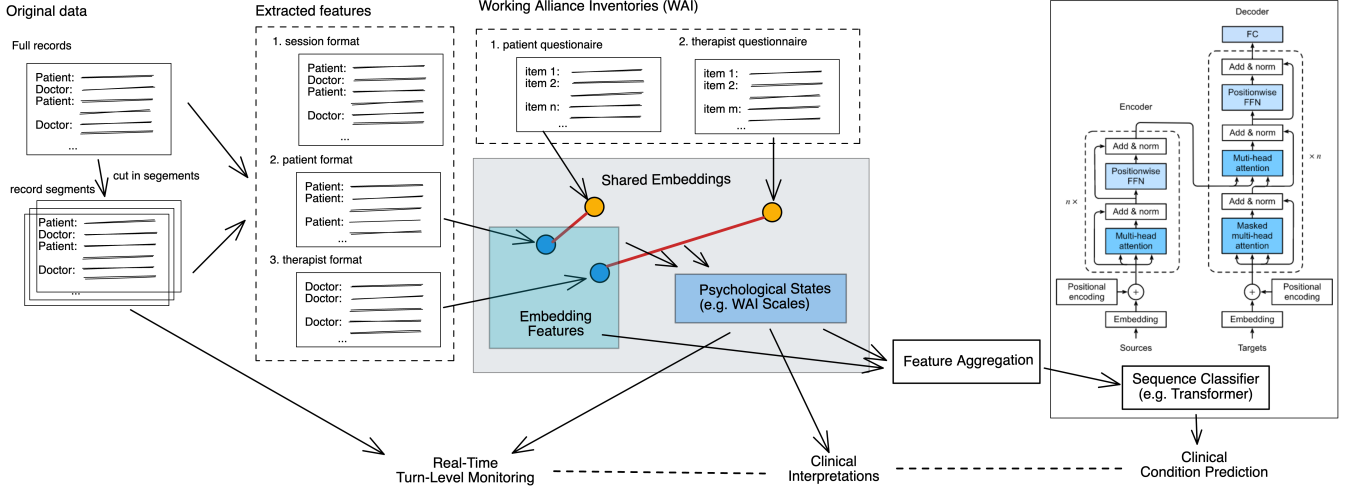 Original data
Full records
Patient:
Doctor:
Patient:
Doctor:
...
cut in segements
record segments
Patient:
Doctor:
Patient:
Doctor:
...
Extracted features
1. session format
Patient:
Doctor:
Patient:
Doctor:
...
2. patient format
Patient:
Patient:
Patient:
...
3. therapist format
Doctor:
Doctor:
Doctor:
...
Working Alliance Inventories (WAI)
1. patient questionaire
item 1:
item 2:
item n:
...
2. therapist questionnaire
item 1:
item 2:
item m:
...
Shared Embeddings
Embedding
Features
Psychological States
(e.g. WAI Scales)
Feature Aggregation
Encoder
Add & norm
Positionwise
FFN
n ×
Add & norm
Multi-head
attention
Positional
encoding
+
Embedding
Sources
Decoder
FC
Add & norm
Positionwise
FFN
Add & norm
Muti-head
attention
× n
Add & norm
Masked
multi-head
attention
+
Positional
encoding
Embedding
Targets
Sequence Classifier
(e.g. Transformer)
Real-Time
Turn-Level Monitoring
Clinical
Interpretations
Clinical
Condition Prediction